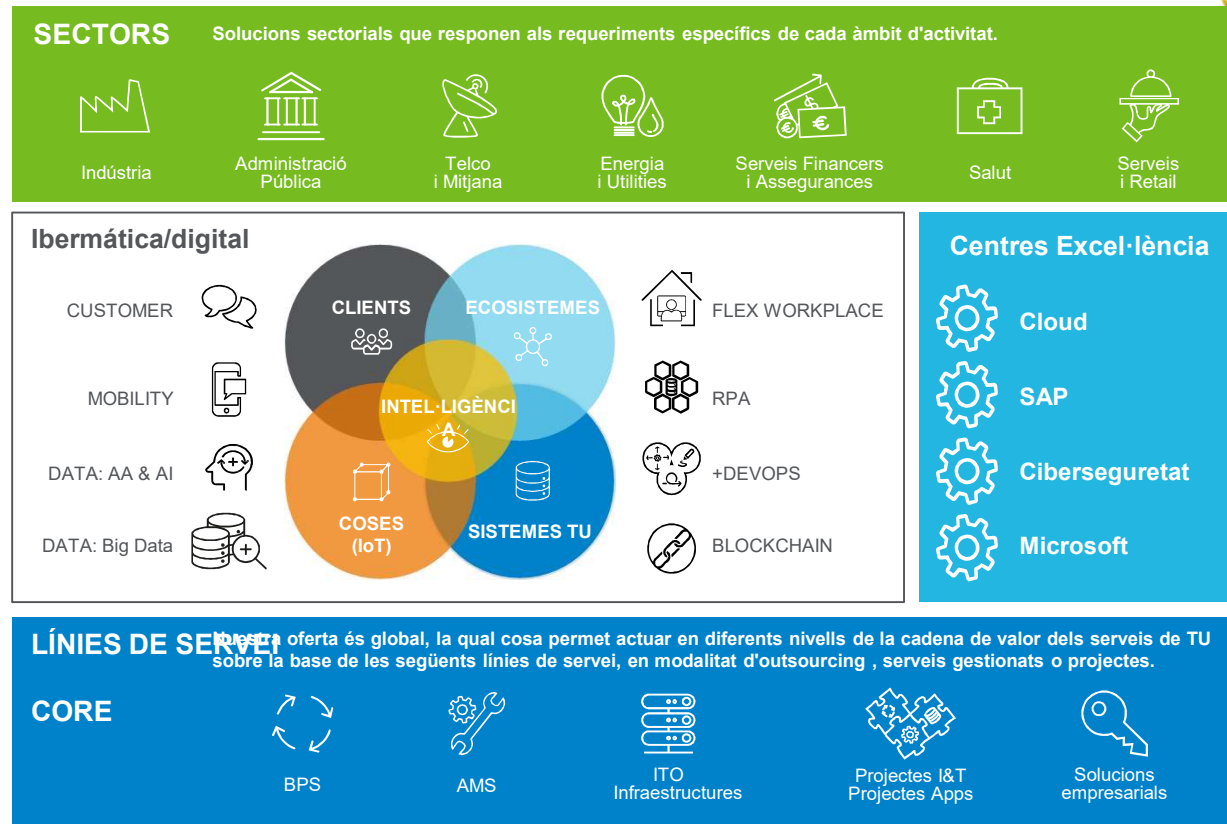 SECTORS
Solucions sectorials que responen als requeriments específics de cada àmbit d'activitat.
Indústria
Administració
Pública
Telco
i Mitjana
Energia
i Utilities
Serveis Financers
i Assegurances
Salut
Serveis
i Retail
Ibermática/digital
CUSTOMER
MOBILITY
DATA: AA & AI
DATA: Big Data
CLIENTS
ECOSISTEMES
INTEL·LIGÈNCI
A
COSES
(IoT)
SISTEMES TU
FLEX WORKPLACE
RPA
+DEVOPS
BLOCKCHAIN
Centres Excel·lència
Cloud
SAP
Ciberseguretat
Microsoft
LÍNIES DE SERVEI
Nuestra oferta és global, la qual cosa permet actuar en diferents nivells de la cadena de valor dels serveis de TU
sobre la base de les següents línies de servei, en modalitat d'outsourcing , serveis gestionats o projectes.
CORE
BPS
AMS
ITO
Infraestructures
Projectes I&T
Projectes Apps
Solucions
empresarials